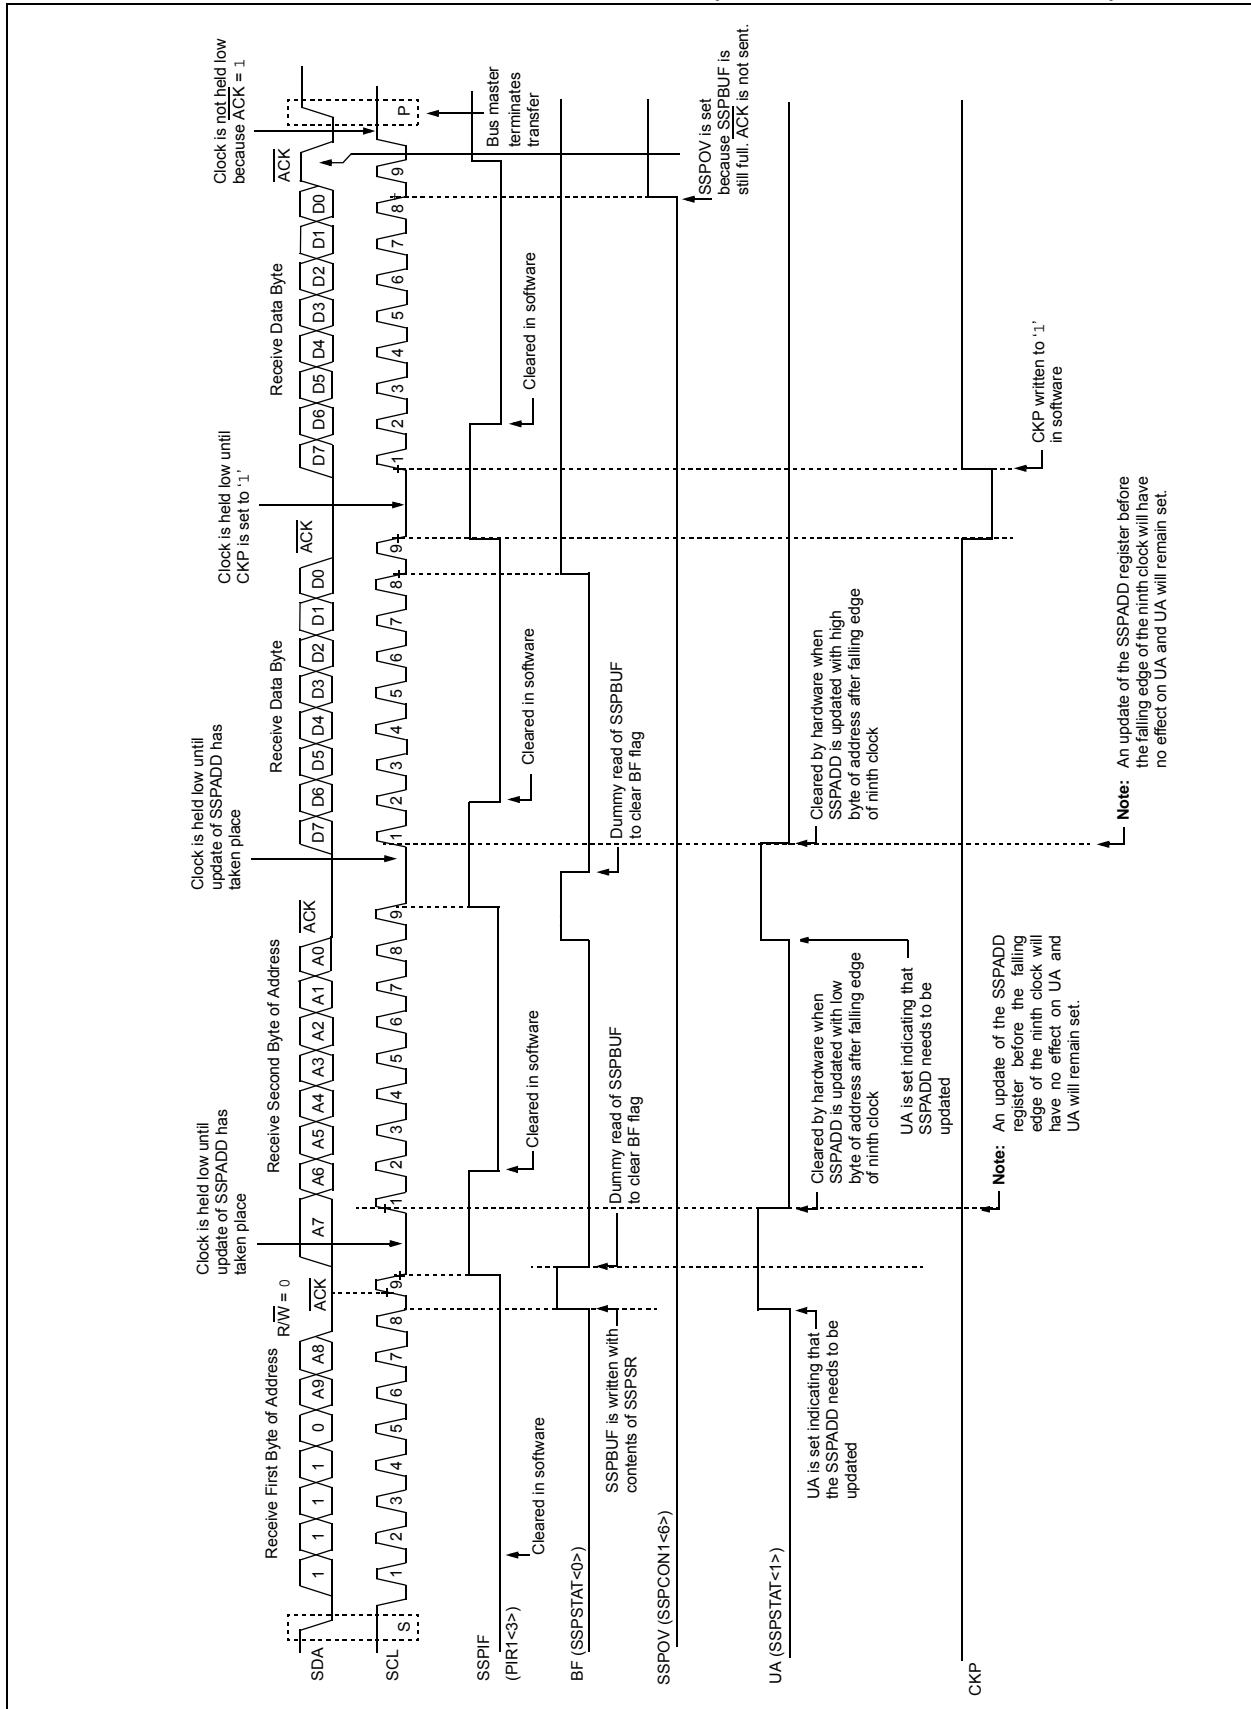 Receive First Byte of Address
R/W = 0
Clock is held low until
update of SSPADD has
taken place
Receive Second Byte of Address
Clock is held low until
update of SSPADD has
taken place
Receive Data Byte
Clock is held low until
CKP is set to ‘1’
Receive Data Byte
Clock is not held low
because ACK = 1
SDA
1 1 1 1 0 A9 A8 ACK A7 A6 A5 A4 A3 A2 A1 A0 ACK D7 D6 D5 D4 D3 D2 D1 D0 ACK D7 D6 D5 D4 D3 D2 D1 D0 ACK
SCL
S 1 2 3 4 5 6 7 8 9 1 2 3 4 5 6 7 8 9 1 2 3 4 5 6 7 8 9 1 2 3 4 5 6 7 8 9 P
Bus master
terminates
transfer
SSPIF
(PIR1<3>)
Cleared in software
Cleared in software
Cleared in software
Cleared in software
BF (SSPSTAT<0>)
SSPBUF is written with
contents of SSPSR
Dummy read of SSPBUF
to clear BF flag
Dummy read of SSPBUF
to clear BF flag
SSPOV (SSPCON1<6>)
SSPOV is set
because SSPBUF is
still full. ACK is not sent.
UA (SSPSTAT<1>)
UA is set indicating that
the SSPADD needs to be
updated
Cleared by hardware when
SSPADD is updated with low
byte of address after falling edge
of ninth clock
UA is set indicating that
SSPADD needs to be
updated
Cleared by hardware when
SSPADD is updated with high
byte of address after falling edge
of ninth clock
CKP
Note: An update of the SSPADD
register before the falling
edge of the ninth clock will
have no effect on UA and
UA will remain set.
CKP written to ‘1’
in software
Note: An update of the SSPADD register before
the falling edge of the ninth clock will have
no effect on UA and UA will remain set.